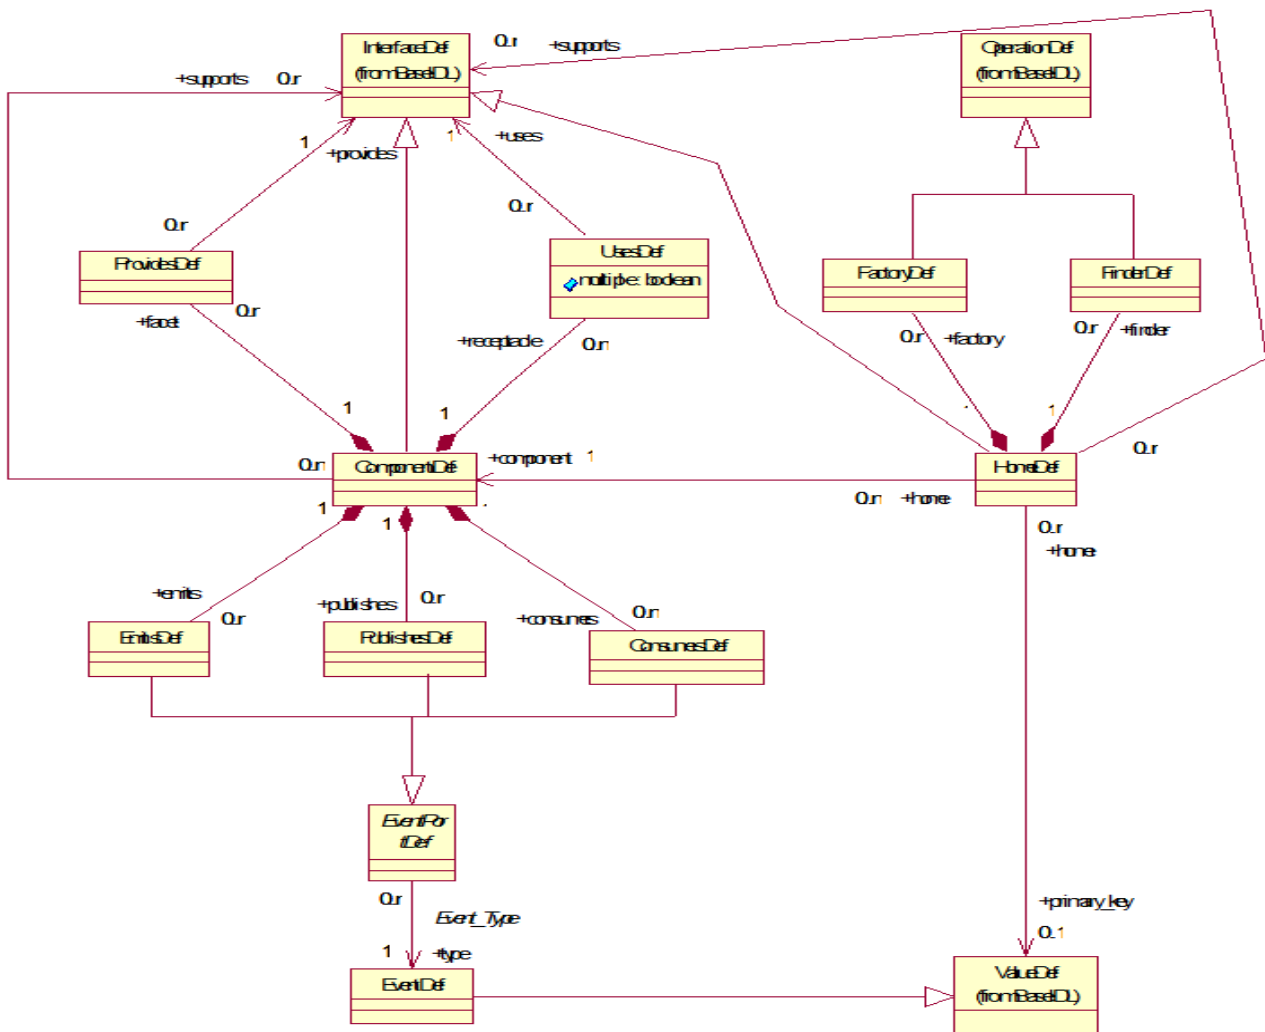 InterfaceDef
(from BaseIDL)
0..n
+supports
OperationDef
(from BaseIDL)
+supports
0..n
1
+provides
1
+uses
0..n
0..n
ProvidesDef
UsesDef
multiple: boolean
FactoryDef
FinderDef
+facet
0..n
+receptacle
0..n
0..n
+factory
0..n
+finder
1
1
1
0..n
ComponentDef
+component
1
HomeDef
0..n
1
1
0..n
+home
0..n
+home
+emits
0..n
+publishes
0..n
+consumes
0..n
EmitsDef
PublishesDef
ConsumesDef
EventPor
tDef
0..n
Event_Type
1
+type
+primary_key
0..1
EventDef
ValueDef
(from BaseIDL)